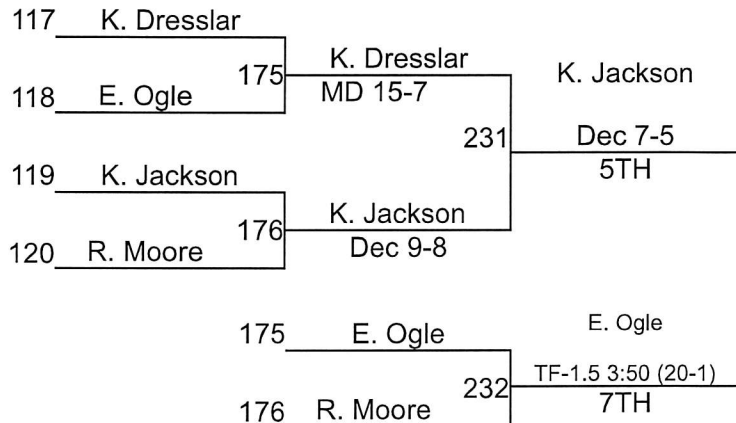 117 K. Dresslar
175 K. Dresslar
MD 15-7
118 E. Ogle
K. Jackson
231 Dec 7-5
5TH
119 K. Jackson
176 K. Jackson
Dec 9-8
120 R. Moore
175 E. Ogle
E. Ogle
232 TF-1.5 3:50 (20-1)
7TH
176 R. Moore